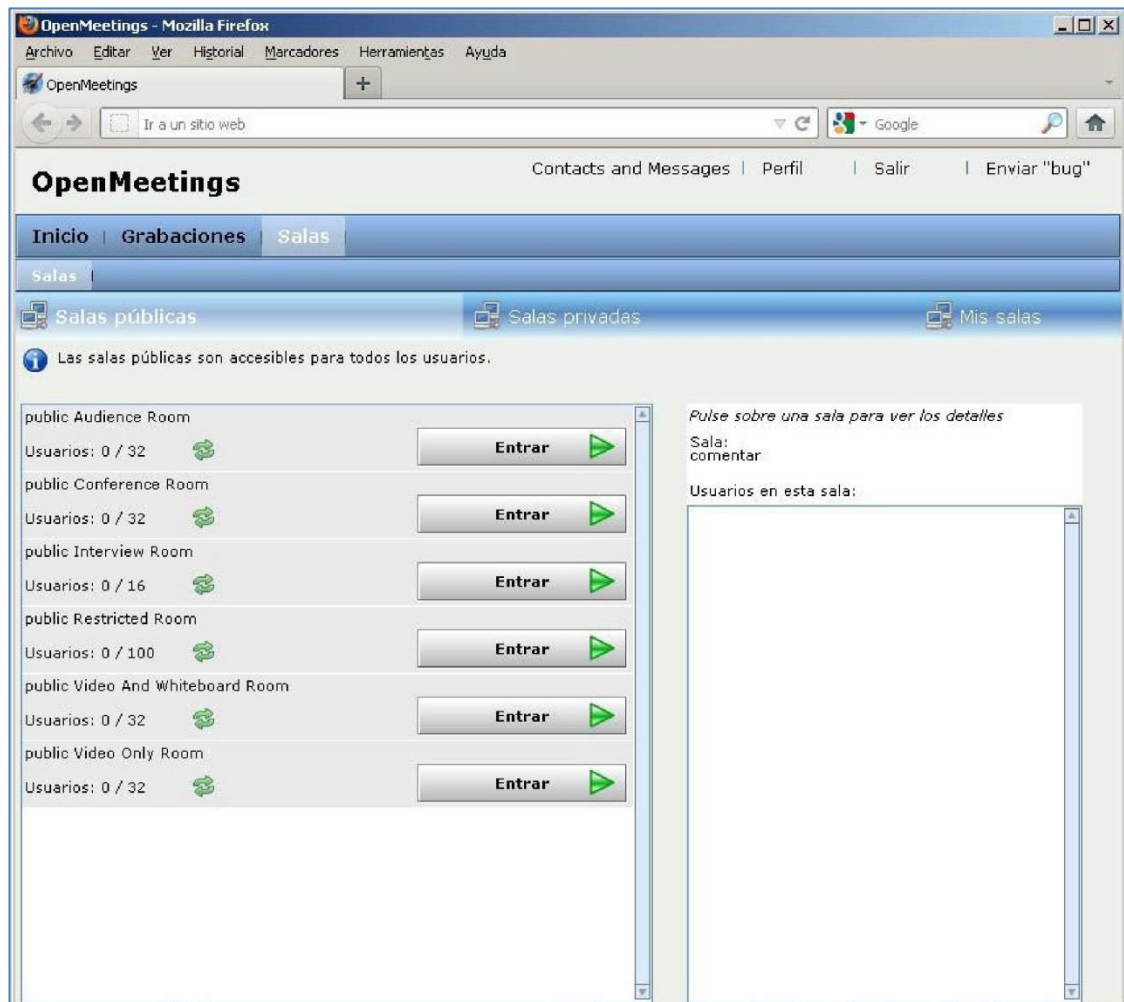 OpenMeetings - Mozilla Firefox
Archivo Editar Ver Historial Marcadores Herramientas Ayuda
OpenMeetings
Ir a un sitio web
Google
OpenMeetings
Contacts and Messages | Perfil | Salir | Enviar "bug"
Inicio | Grabaciones | Salas |
Salas |
Salas públicas
Salas privadas
Mis salas
Las salas públicas son accesibles para todos los usuarios.
public Audience Room
Usuarios: 0 / 32
Entrar
public Conference Room
Usuarios: 0 / 32
Entrar
public Interview Room
Usuarios: 0 / 16
Entrar
public Restricted Room
Usuarios: 0 / 100
Entrar
public Video And Whiteboard Room
Usuarios: 0 / 32
Entrar
public Video Only Room
Usuarios: 0 / 32
Entrar
Pulse sobre una sala para ver los detalles
Sala:
comentar
Usuarios en esta sala: